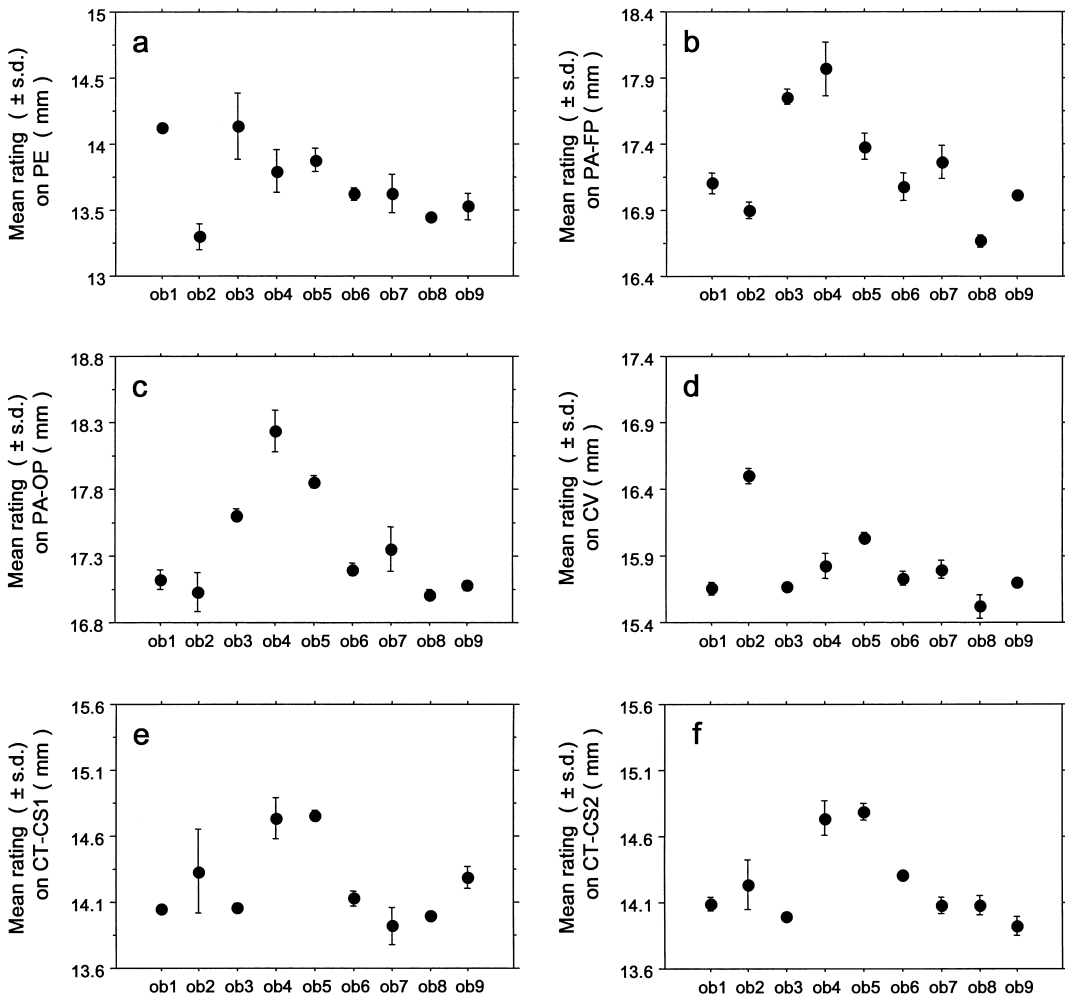 a
Mean rating ( ± s.d.)
on PE ( mm )
15
14.5
14
13.5
13
ob1 ob2 ob3 ob4 ob5 ob6 ob7 ob8 ob9
b
Mean rating ( ± s.d.)
on PA-FP ( mm )
18.4
17.9
17.4
16.9
16.4
ob1 ob2 ob3 ob4 ob5 ob6 ob7 ob8 ob9
c
Mean rating ( ± s.d.)
on PA-OP ( mm )
18.8
18.3
17.8
17.3
16.8
ob1 ob2 ob3 ob4 ob5 ob6 ob7 ob8 ob9
d
Mean rating ( ± s.d.)
on CV ( mm )
17.4
16.9
16.4
15.9
15.4
ob1 ob2 ob3 ob4 ob5 ob6 ob7 ob8 ob9
e
Mean rating ( ± s.d.)
on CT-CS1 ( mm )
15.6
15.1
14.6
14.1
13.6
ob1 ob2 ob3 ob4 ob5 ob6 ob7 ob8 ob9
f
Mean rating ( ± s.d.)
on CT-CS2 ( mm )
15.6
15.1
14.6
14.1
13.6
ob1 ob2 ob3 ob4 ob5 ob6 ob7 ob8 ob9